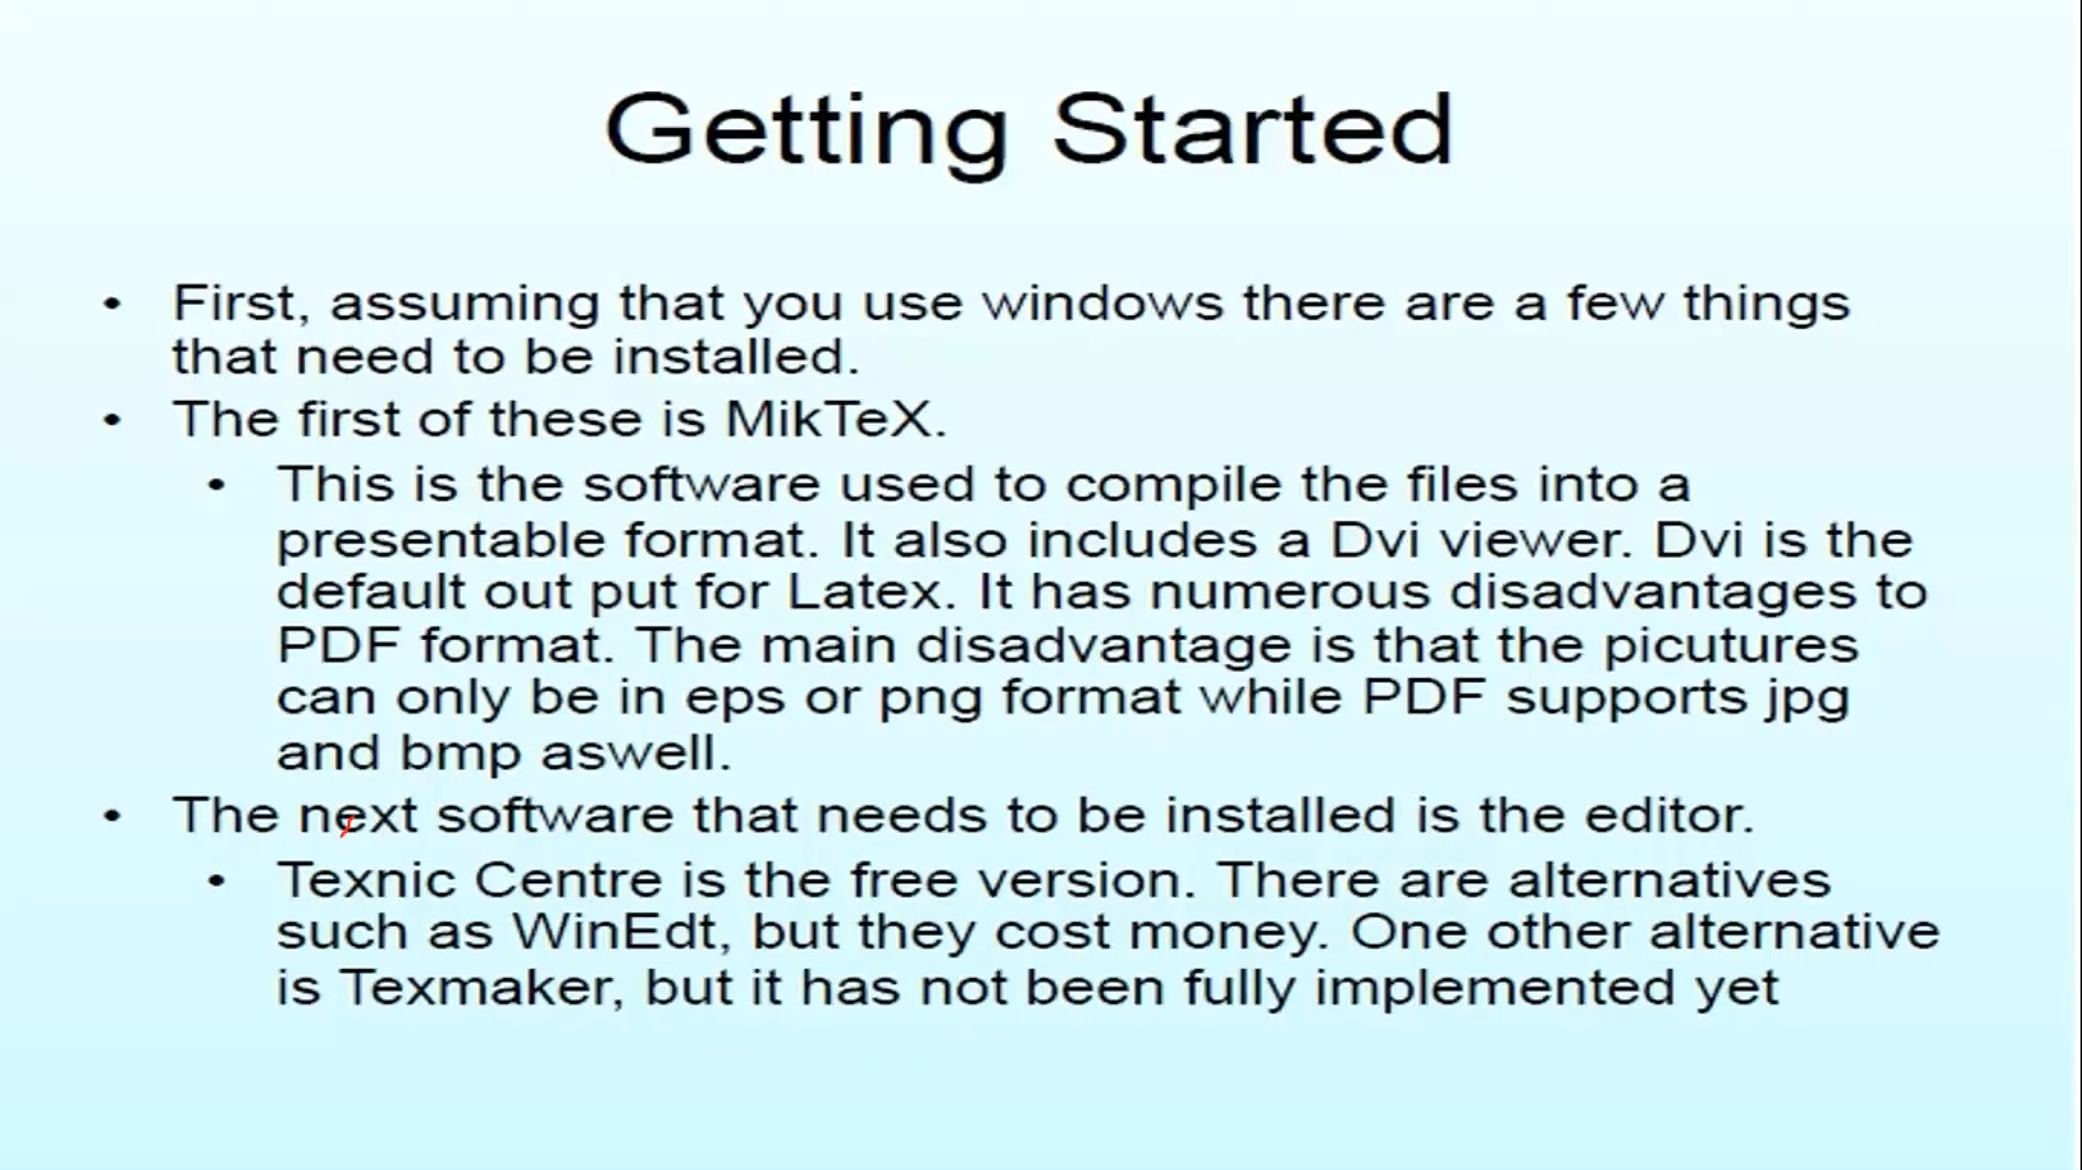 Getting Started
• First, assuming that you use windows there are a few things
that need to be installed.
• The first of these is MikTeX.
• This is the software used to compile the files into a
presentable format. It also includes a Dvi viewer. Dvi is the
default out put for Latex. It has numerous disadvantages to
PDF format. The main disadvantage is that the picutures
can only be in eps or png format while PDF supports jpg
and bmp aswell.
• The next software that needs to be installed is the editor.
• Texnic Centre is the free version. There are alternatives
such as WinEdt, but they cost money. One other alternative
is Texmaker, but it has not been fully implemented yet